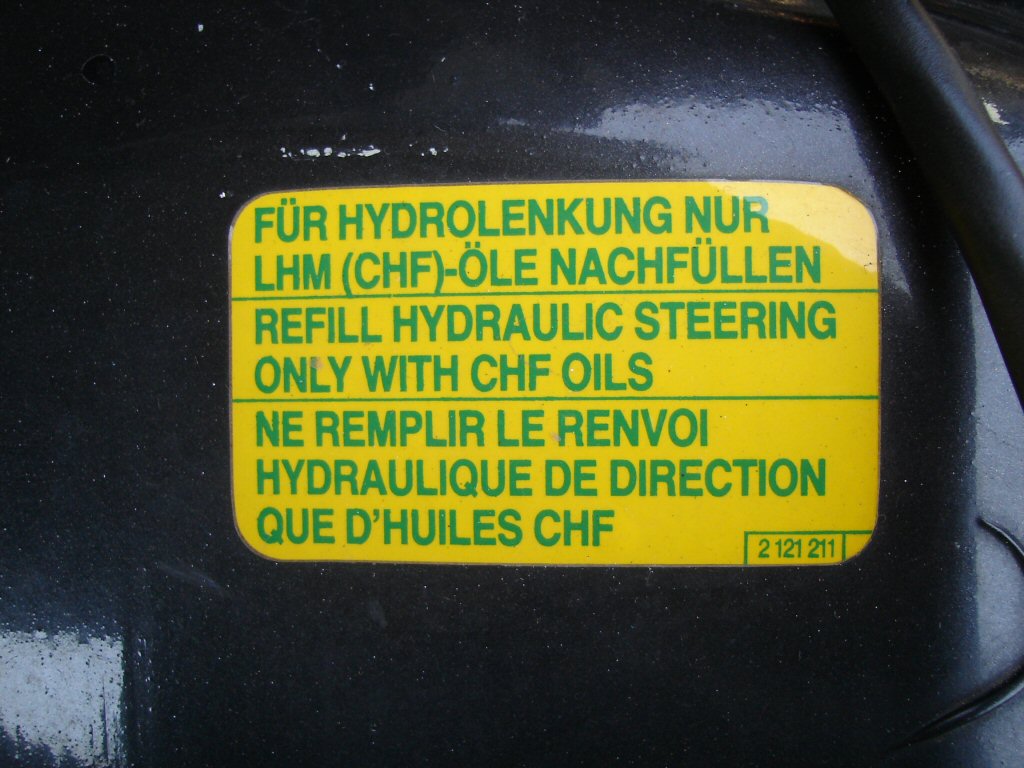 FÜR HYDROLENKUNG NUR
LHM (CHF)-ÖLE NACHFÜLLEN
REFILL HYDRAULIC STEERING
ONLY WITH CHF OILS
NE REMPLIR LE RENVOI
HYDRAULIQUE DE DIRECTION
QUE D'HUILES CHF
2 121 211